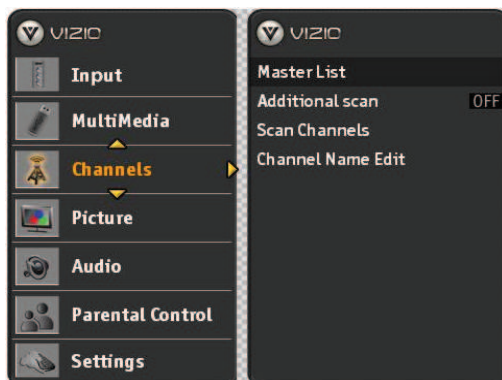 VIZIO
Input
MultiMedia
Channels
Picture
Audio
Parental Control
Settings
VIZIO
Master List
Additional scan OFF
Scan Channels
Channel Name Edit